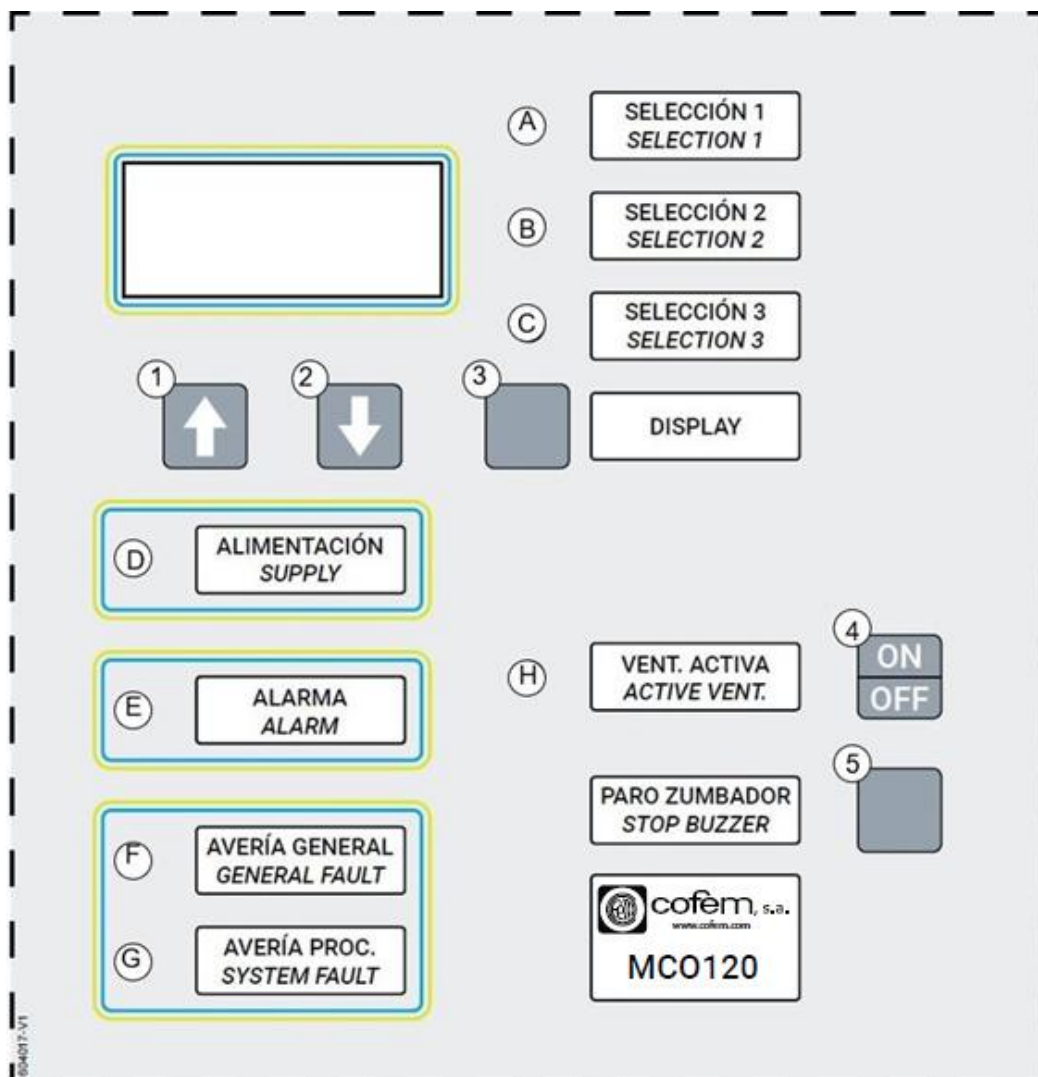 A
SELECCIÓN 1
SELECTION 1
B
SELECCIÓN 2
SELECTION 2
C
SELECCIÓN 3
SELECTION 3
1
2
3
DISPLAY
D
ALIMENTACIÓN
SUPPLY
E
ALARMA
ALARM
F
AVERÍA GENERAL
GENERAL FAULT
G
AVERÍA PROC.
SYSTEM FAULT
H
VENT. ACTIVA
ACTIVE VENT.
4
ON
OFF
PARO ZUMBADOR
STOP BUZZER
5
cofem, s.a.
www.cofem.com
MCO120
604017-V1